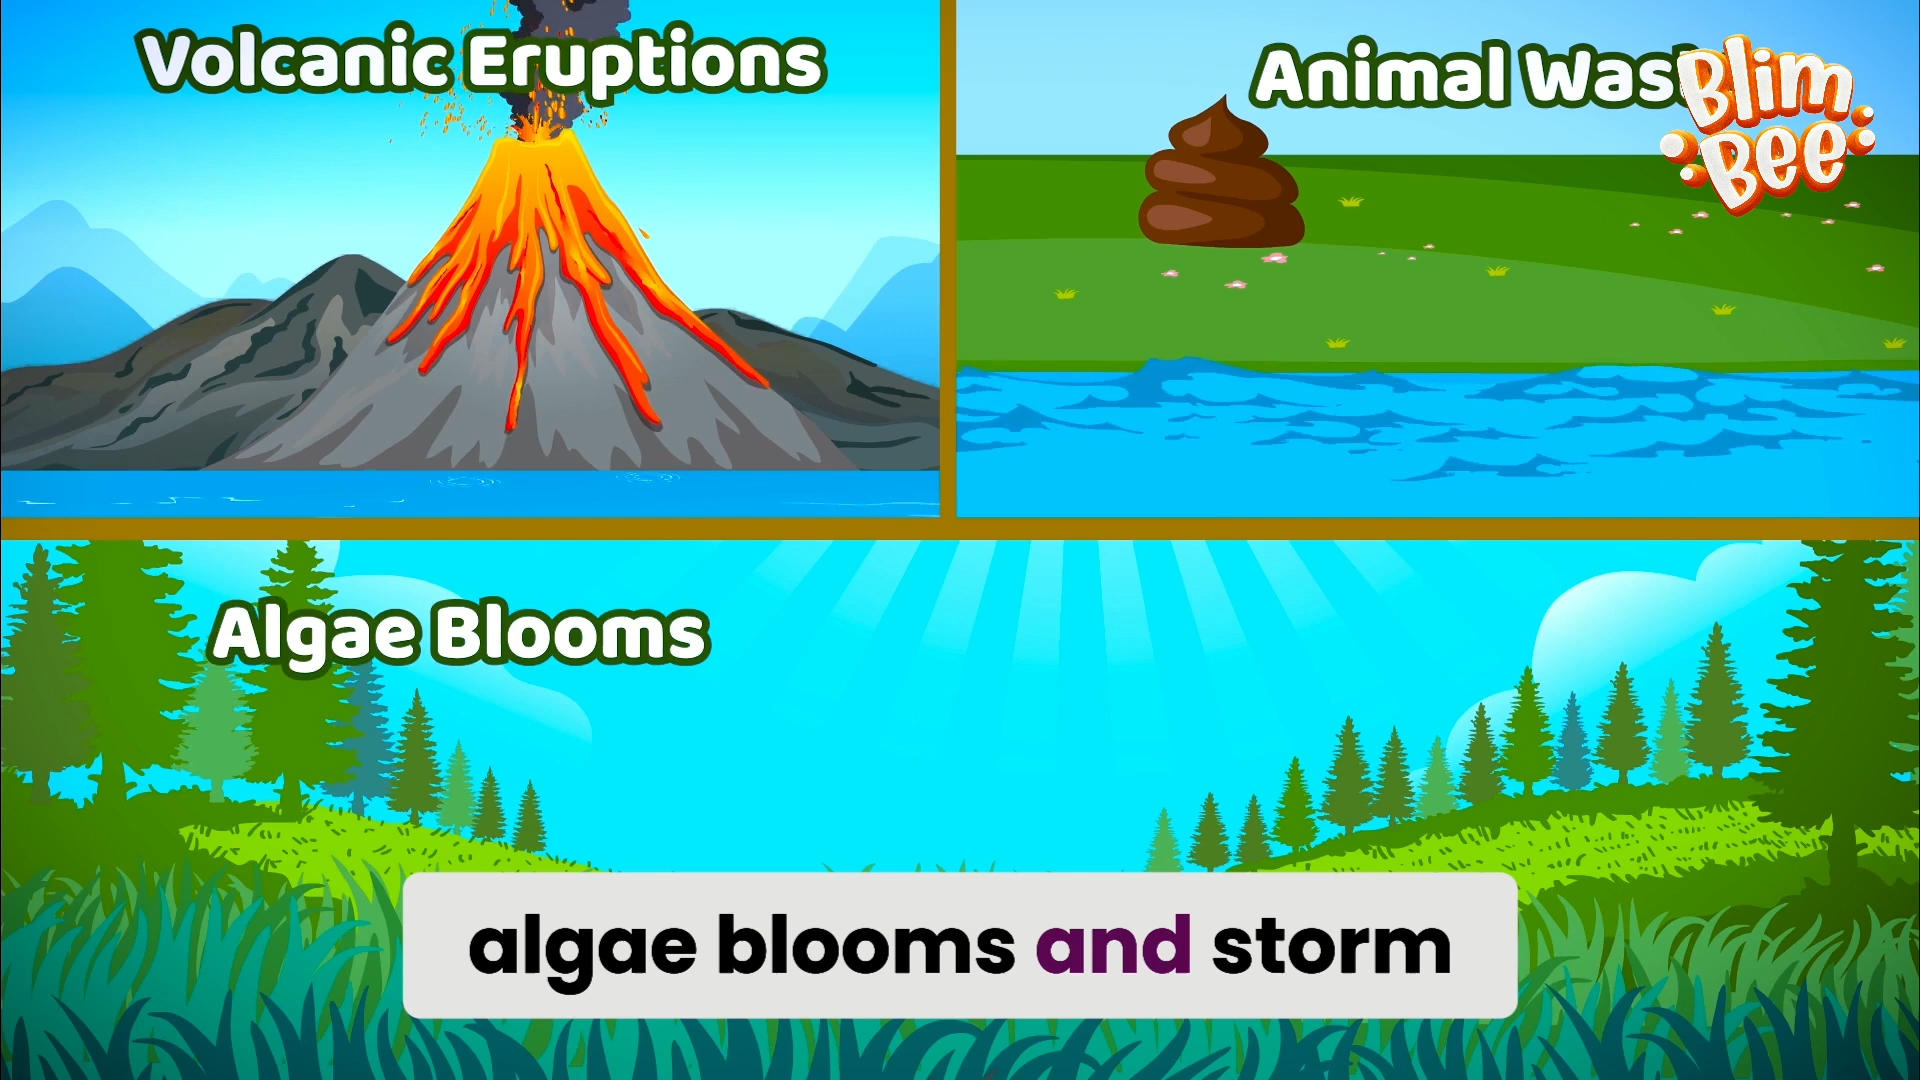 Volcanic Eruptions
Animal Was
Blim
Bee
Algae Blooms
algae blooms and storm